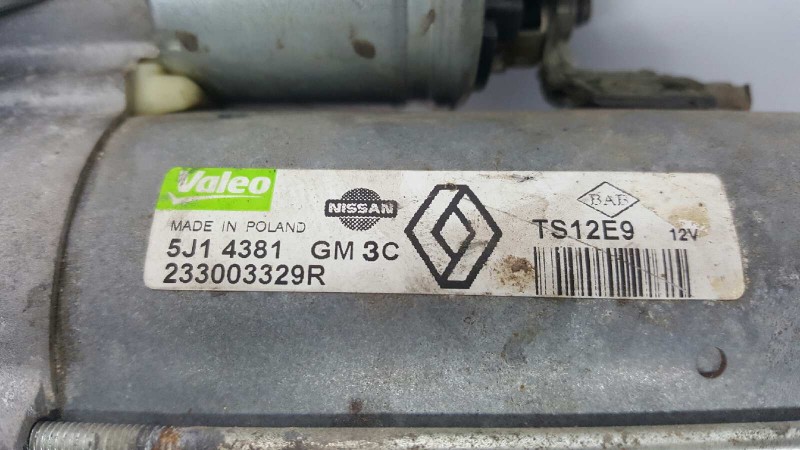 Valeo
MADE IN POLAND
5J1 4381 GM 3C
233003329R
NISSAN
BAB
TS12E9 12V